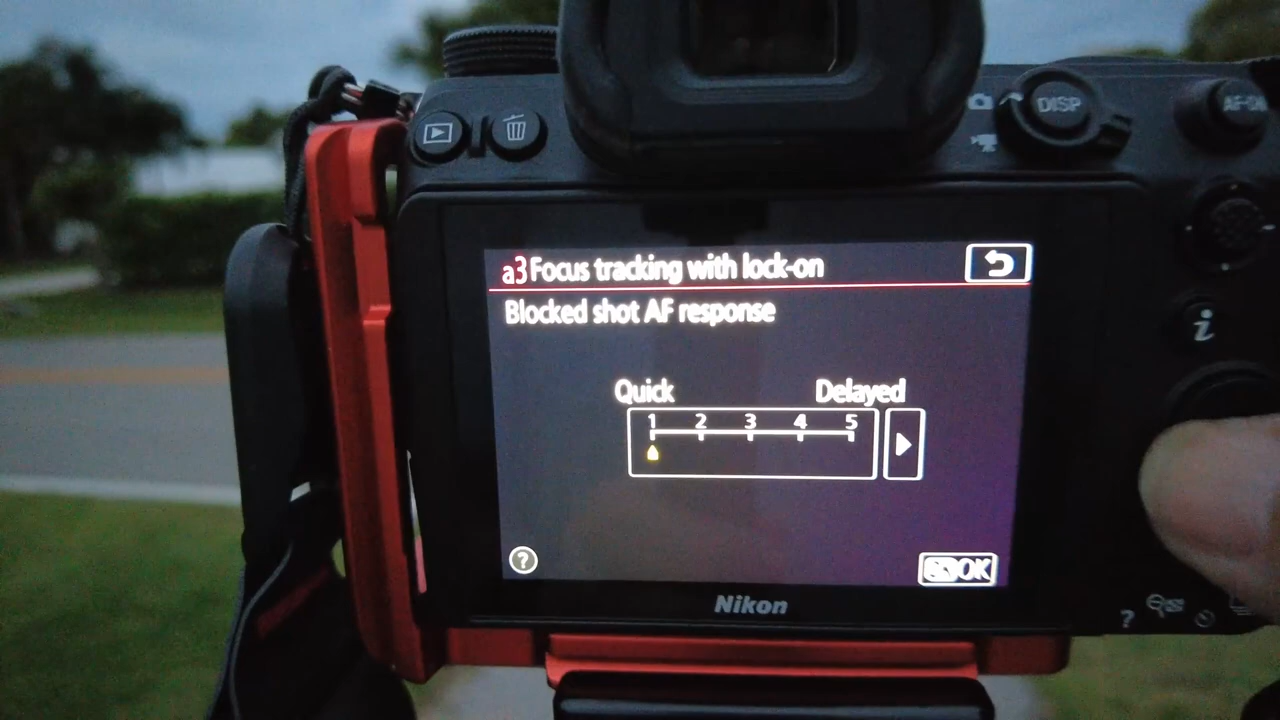 DISP
AF-ON
a3 Focus tracking with lock-on
Blocked shot AF response
Quick Delayed
1 2 3 4 5
?
OK
i
Nikon
?